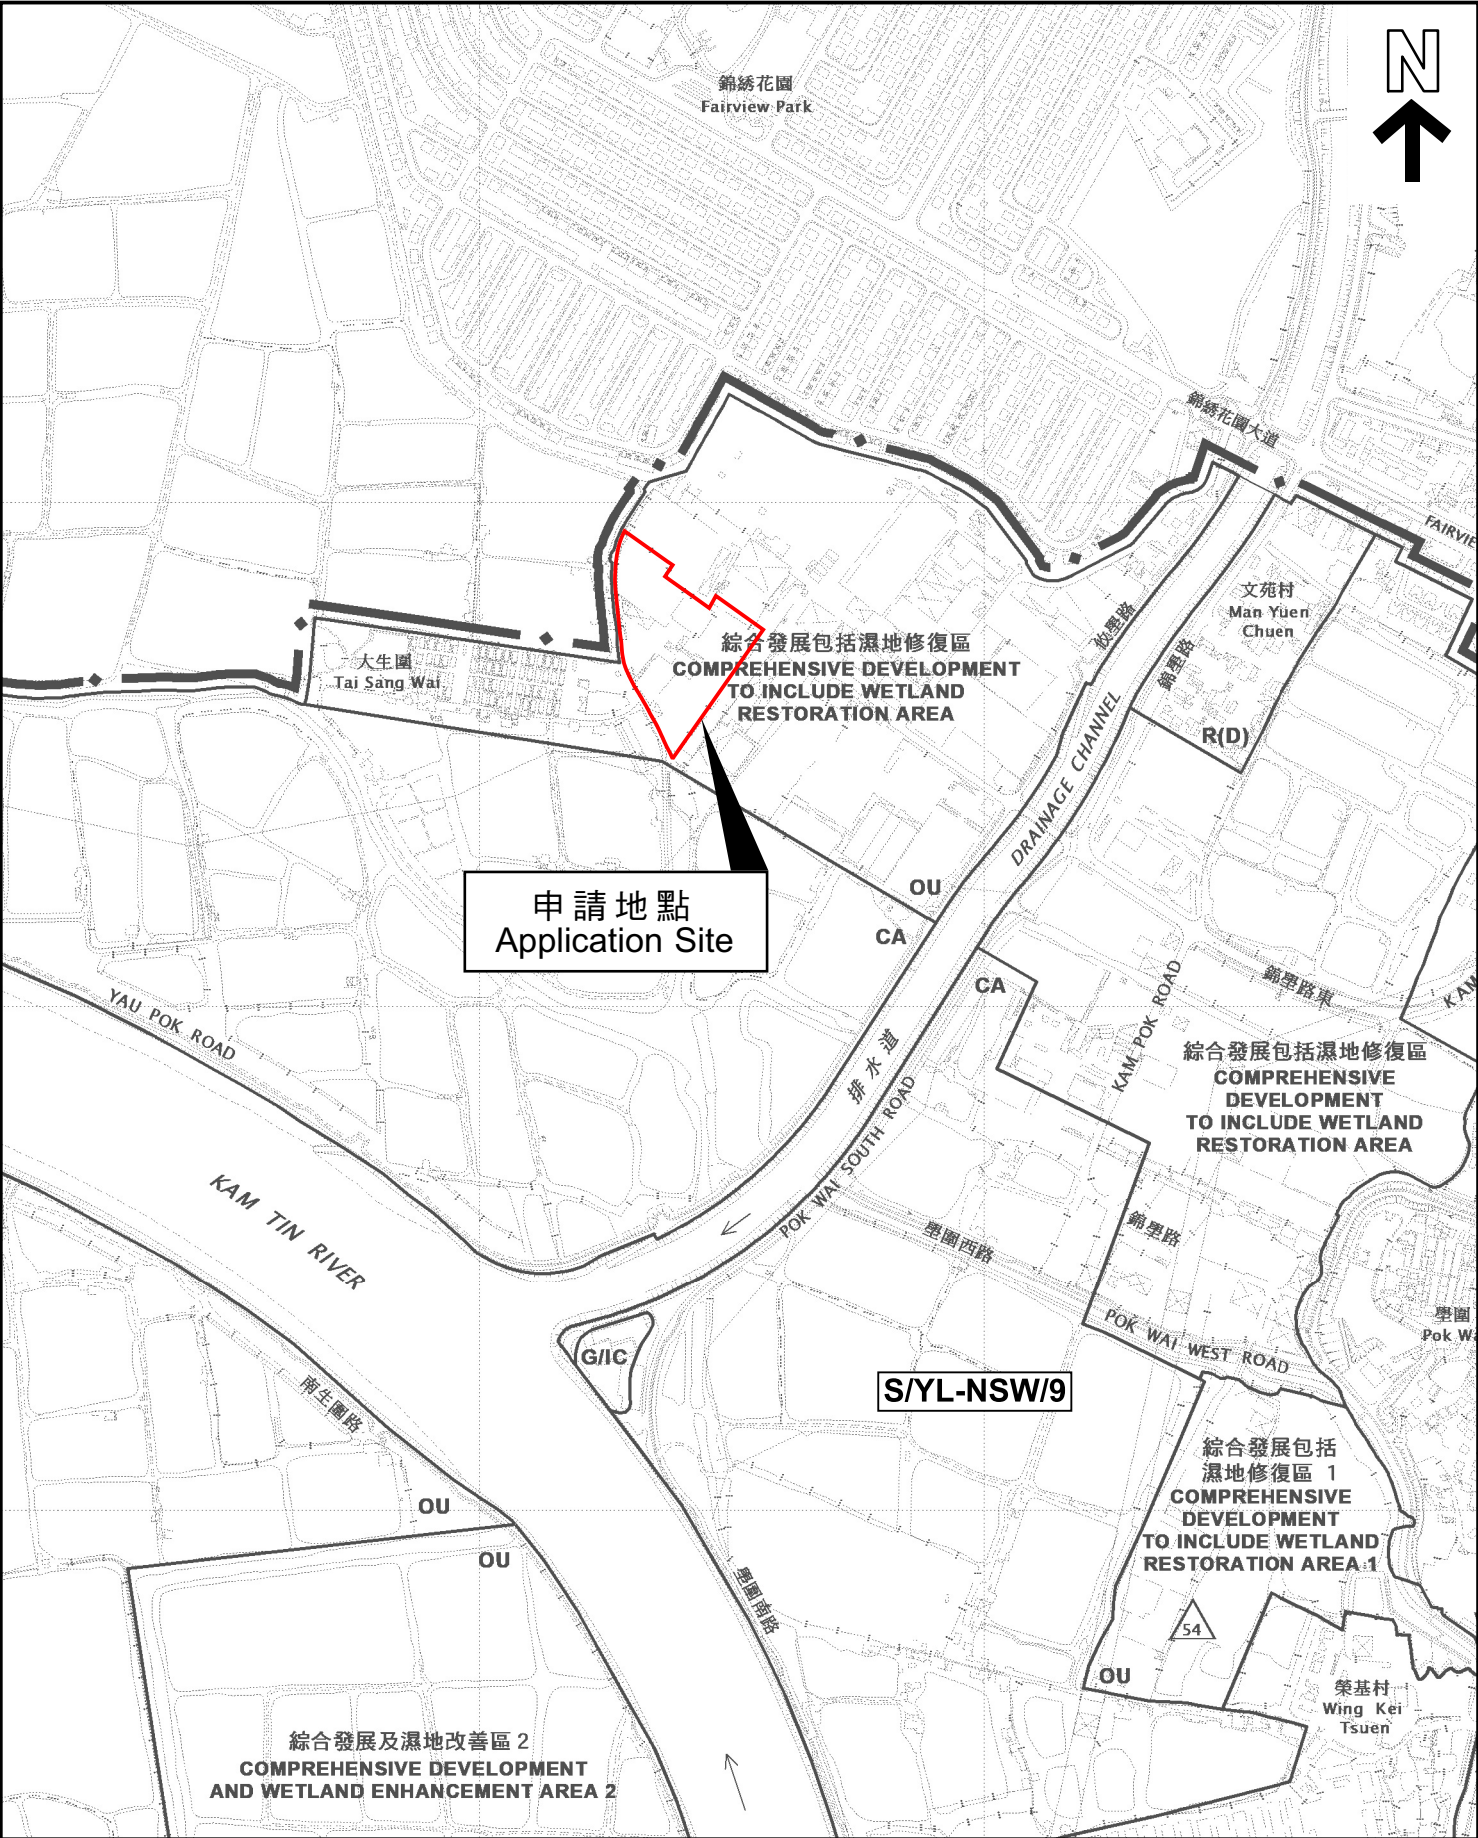 錦綉花園
Fairview Park
N
錦綉花園大道
FAIRVIE
文苑村
Man Yuen
Chuen
攸壆路
錦壆路
R(D)
大生圍
Tai Sang Wai
綜合發展包括濕地修復區
COMPREHENSIVE DEVELOPMENT
TO INCLUDE WETLAND
RESTORATION AREA
DRAINAGE CHANNEL
申請地點
Application Site
OU
CA
CA
YAU POK ROAD
錦壆路東
KAM POK ROAD
KAM
排水道
POK WAI SOUTH ROAD
綜合發展包括濕地修復區
COMPREHENSIVE
DEVELOPMENT
TO INCLUDE WETLAND
RESTORATION AREA
KAM TIN RIVER
壆圍西路
錦壆路
POK WAI WEST ROAD
壆圍
Pok Wa
G/IC
S/YL-NSW/9
南生圍路
綜合發展包括
濕地修復區 1
COMPREHENSIVE
DEVELOPMENT
TO INCLUDE WETLAND
RESTORATION AREA 1
OU
OU
壆圍南路
54
OU
榮基村
Wing Kei
Tsuen
綜合發展及濕地改善區 2
COMPREHENSIVE DEVELOPMENT
AND WETLAND ENHANCEMENT AREA 2